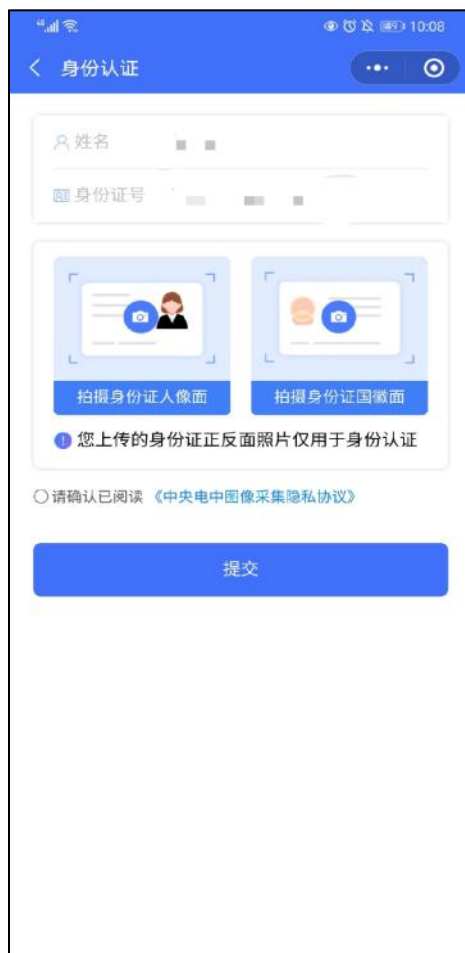 10:08
身份认证
姓名
身份证号
拍摄身份证人像面
拍摄身份证国徽面
您上传的身份证正反面照片仅用于身份认证
请确认已阅读 《中央电中图像采集隐私协议》
提交